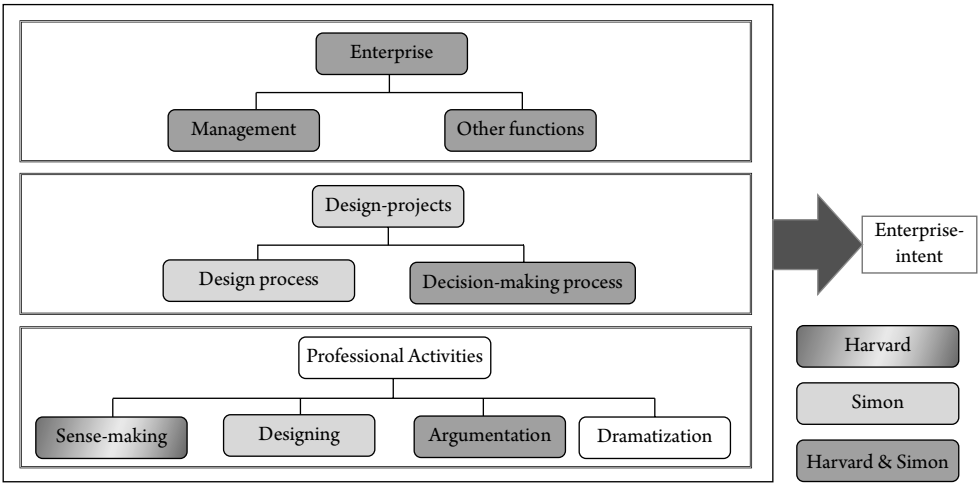 Enterprise
Management
Other functions
Design-projects
Design process
Decision-making process
Professional Activities
Sense-making
Designing
Argumentation
Dramatization
Enterprise-
intent
Harvard
Simon
Harvard & Simon